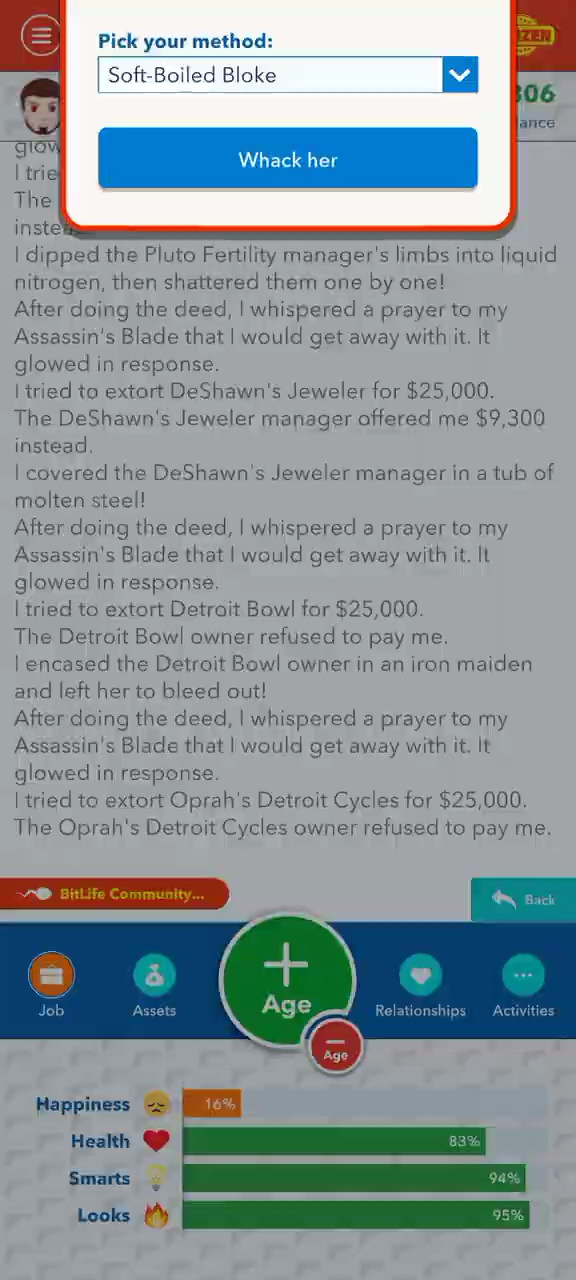 Pick your method:
Soft-Boiled Bloke
Whack her
306
ance
glow
I trie
The
inste
I dipped the Pluto Fertility manager's limbs into liquid
nitrogen, then shattered them one by one!
After doing the deed, I whispered a prayer to my
Assassin's Blade that I would get away with it. It
glowed in response.
I tried to extort DeShawn's Jeweler for $25,000.
The DeShawn's Jeweler manager offered me $9,300
instead.
I covered the DeShawn's Jeweler manager in a tub of
molten steel!
After doing the deed, I whispered a prayer to my
Assassin's Blade that I would get away with it. It
glowed in response.
I tried to extort Detroit Bowl for $25,000.
The Detroit Bowl owner refused to pay me.
I encased the Detroit Bowl owner in an iron maiden
and left her to bleed out!
After doing the deed, I whispered a prayer to my
Assassin's Blade that I would get away with it. It
glowed in response.
I tried to extort Oprah's Detroit Cycles for $25,000.
The Oprah's Detroit Cycles owner refused to pay me.
BitLife Community...
Back
Job
Assets
Age
Age
Relationships
Activities
Happiness 16%
Health 83%
Smarts 94%
Looks 95%